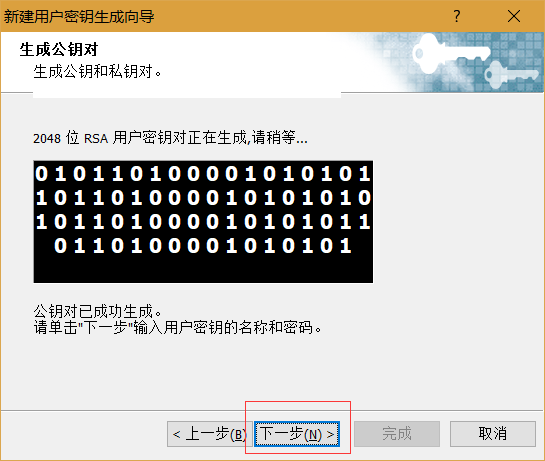 新建用户密钥生成向导
?
生成公钥对
生成公钥和私钥对。
2048 位 RSA 用户密钥对正在生成,请稍等...
0 1 0 1 1 0 1 0 0 0 0 1 0 1 0 1 0 1
1 0 1 1 0 1 0 0 0 0 1 0 1 0 1 0 1 0
1 0 1 1 0 1 0 0 0 0 1 0 1 0 1 0 1 1
0 1 1 0 1 0 0 0 0 1 0 1 0 1 0 1
公钥对已成功生成。
请单击"下一步"输入用户密钥的名称和密码。
< 上一步(B) 下一步(N) > 完成 取消